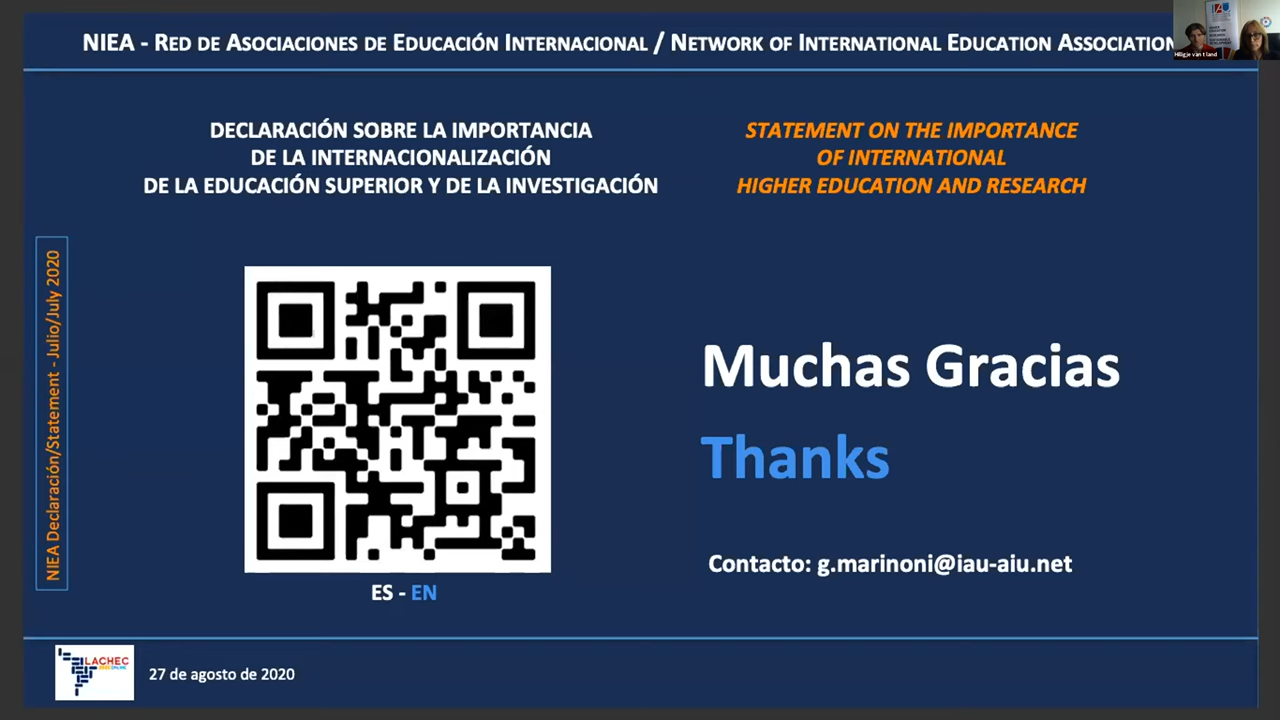 NIEA - RED DE ASOCIACIONES DE EDUCACIÓN INTERNACIONAL / NETWORK OF INTERNATIONAL EDUCATION ASSOCIATION
Hiligje van t land
DECLARACIÓN SOBRE LA IMPORTANCIA
DE LA INTERNACIONALIZACIÓN
DE LA EDUCACIÓN SUPERIOR Y DE LA INVESTIGACIÓN
STATEMENT ON THE IMPORTANCE
OF INTERNATIONAL
HIGHER EDUCATION AND RESEARCH
NIEA Declaración/Statement - Julio/July 2020
Muchas Gracias
Thanks
Contacto: g.marinoni@iau-aiu.net
ES - EN
LACHEC
27 de agosto de 2020